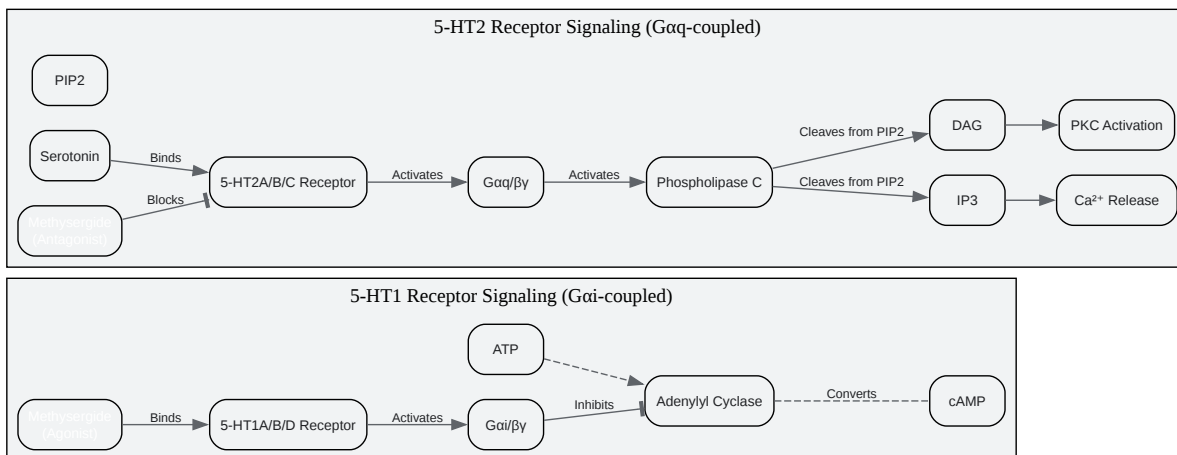 5-HT2 Receptor Signaling (Gαq-coupled)
PIP2
Serotonin
Binds
5-HT2A/B/C Receptor
Activates
Gαq/βγ
Activates
Phospholipase C
Cleaves from PIP2
DAG
PKC Activation
Cleaves from PIP2
IP3
Ca²⁺ Release
Methysergide
(Antagonist)
Blocks
5-HT1 Receptor Signaling (Gαi-coupled)
ATP
Methysergide
(Agonist)
Binds
5-HT1A/B/D Receptor
Activates
Gαi/βγ
Inhibits
Adenylyl Cyclase
Converts
cAMP